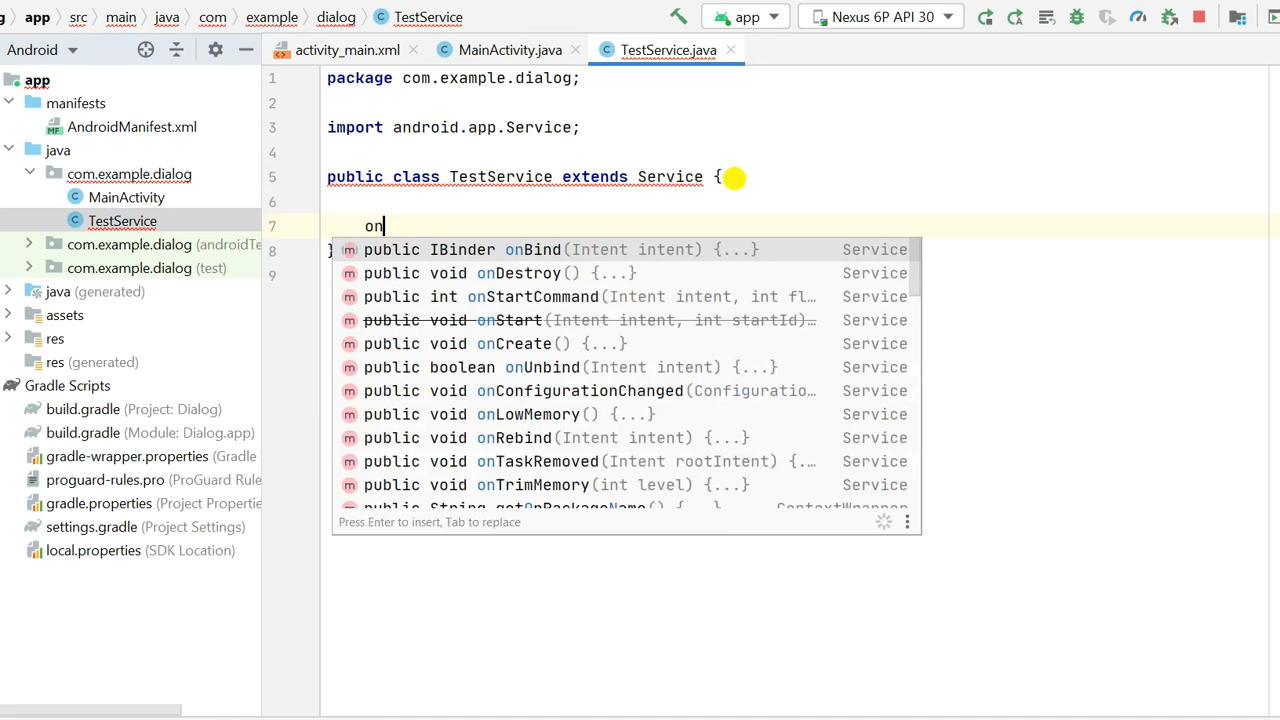 g app src main java com example dialog TestService app Nexus 6P API 30
Android activity_main.xml MainActivity.java TestService.java
app
manifests
AndroidManifest.xml
java
com.example.dialog
MainActivity
TestService
com.example.dialog (androidTe
com.example.dialog (test)
java (generated)
assets
res
res (generated)
Gradle Scripts
build.gradle (Project: Dialog)
build.gradle (Module: Dialog.app)
gradle-wrapper.properties (Gradle
proguard-rules.pro (ProGuard Rule
gradle.properties (Project Propertie
settings.gradle (Project Settings)
local.properties (SDK Location)
1 package com.example.dialog;
2
3 import android.app.Service;
4
5 public class TestService extends Service {
6
7 on
8 }
9
m public IBinder onBind(Intent intent) {...} Service
m public void onDestroy() {...} Service
m public int onStartCommand(Intent intent, int fl… Service
m public void onStart(Intent intent, int startId)… Service
m public void onCreate() {...} Service
m public boolean onUnbind(Intent intent) {...} Service
m public void onConfigurationChanged(Configuratio… Service
m public void onLowMemory() {...} Service
m public void onRebind(Intent intent) {...} Service
m public void onTaskRemoved(Intent rootIntent) {.… Service
m public void onTrimMemory(int level) {...} Service
m public String getOpPackageName() {...} ContextWrapper
Press Enter to insert, Tab to replace